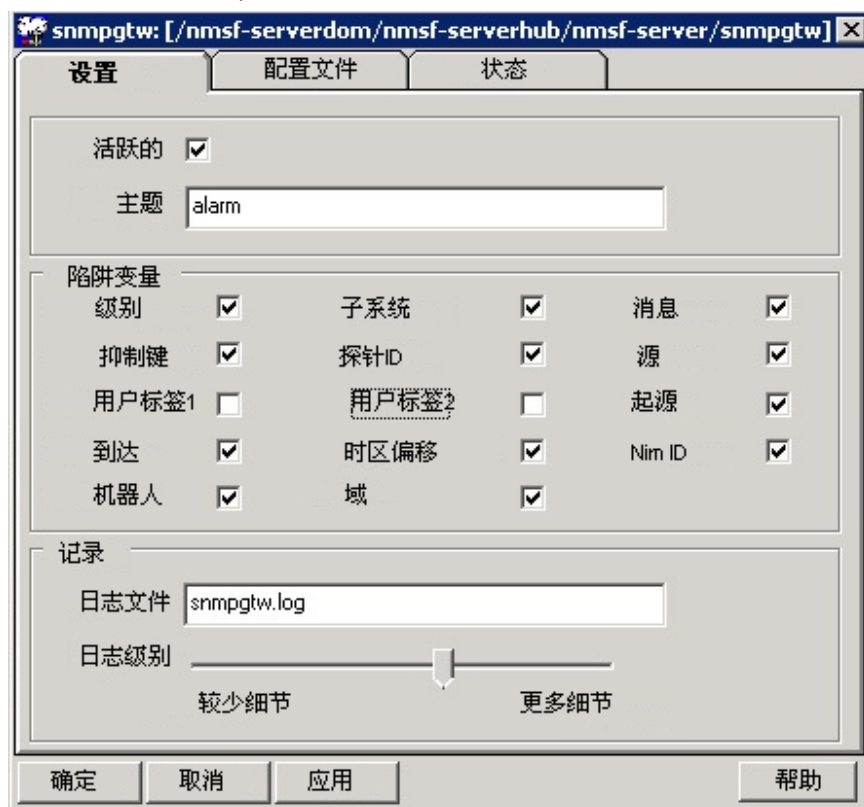 snmpgtw: [/nmsf-serverdom/nmsf-serverhub/nmsf-server/snmpgtw]
设置 配置文件 状态
活跃的
主题 alarm
陷阱变量
级别 子系统 消息
抑制键 探针ID 源
用户标签1 用户标签2 起源
到达 时区偏移 Nim ID
机器人 域
记录
日志文件 snmpgtw.log
日志级别
较少细节 更多细节
确定 取消 应用 帮助